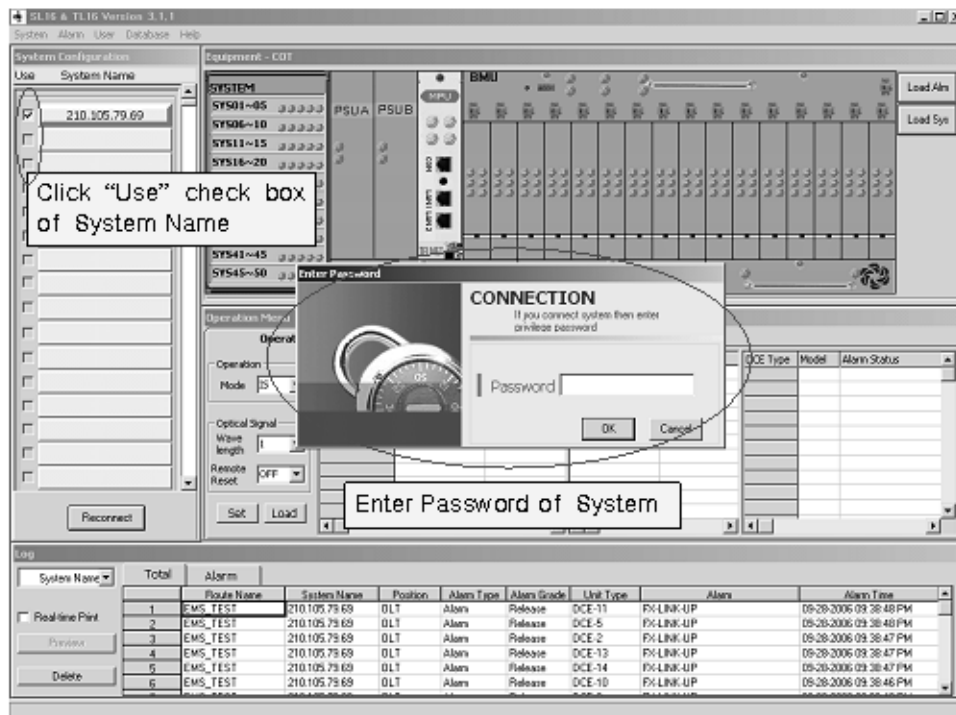 SL16 & TL16 Version 3.1.1
System Alarm User Database Help
System Configuration
Use System Name
210.105.79.69
Click “Use” check box
of System Name
Reconnect
Equipment - COT
SYSTEM
SYS01~05
SYS06~10
SYS11~15
SYS16~20
SYS41~45
SYS45~50
PSUA PSUB
MPU
BMU
Load Alm
Load Sys
Enter Password
CONNECTION
If you connect system then enter
privilege password
Password
OK Cancel
Enter Password of System
Operation Menu
Operation
Mode IS
Optical Signal
Wave
length 1
Remote
Reset OFF
Set Load
DCE Type Model Alarm Status
Log
System Name Total Alarm
Real-time Print
Preview
Delete
Route Name System Name Position Alarm Type Alarm Grade Unit Type Alarm Alarm Time
1 EMS_TEST 210.105.79.69 OLT Alarm Release DCE-11 FX-LINK-UP 09-28-2006 09:38:48 PM
2 EMS_TEST 210.105.79.69 OLT Alarm Release DCE-5 FX-LINK-UP 09-28-2006 09:38:48 PM
3 EMS_TEST 210.105.79.69 OLT Alarm Release DCE-2 FX-LINK-UP 09-28-2006 09:38:47 PM
4 EMS_TEST 210.105.79.69 OLT Alarm Release DCE-13 FX-LINK-UP 09-28-2006 09:38:47 PM
5 EMS_TEST 210.105.79.69 OLT Alarm Release DCE-14 FX-LINK-UP 09-28-2006 09:38:47 PM
6 EMS_TEST 210.105.79.69 OLT Alarm Release DCE-10 FX-LINK-UP 09-28-2006 09:38:46 PM